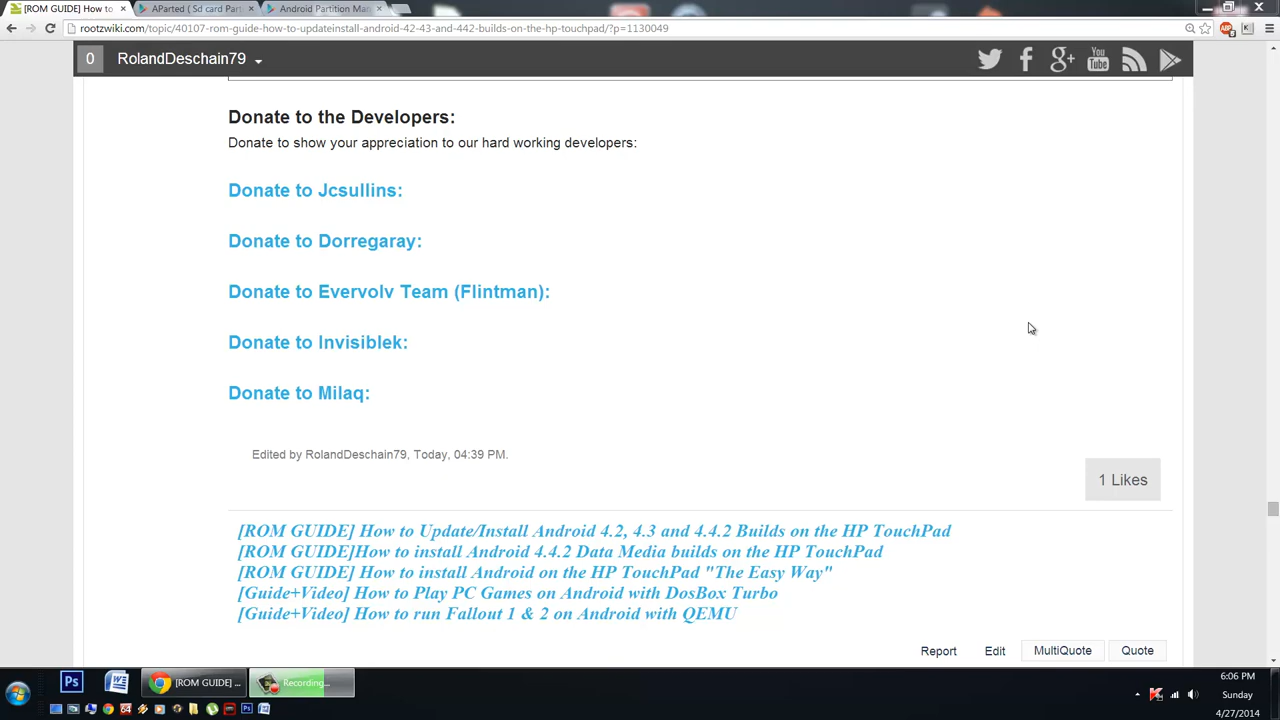 [ROM GUIDE] How to
AParted ( Sd card Part
Android Partition Man
rootzwiki.com/topic/40107-rom-guide-how-to-updateinstall-android-42-43-and-442-builds-on-the-hp-touchpad/?p=1130049
0 RolandDeschain79
You Tube
Donate to the Developers:
Donate to show your appreciation to our hard working developers:
Donate to Jcsullins:
Donate to Dorregaray:
Donate to Evervolv Team (Flintman):
Donate to Invisiblek:
Donate to Milaq:
Edited by RolandDeschain79, Today, 04:39 PM.
1 Likes
[ROM GUIDE] How to Update/Install Android 4.2, 4.3 and 4.4.2 Builds on the HP TouchPad
[ROM GUIDE]How to install Android 4.4.2 Data Media builds on the HP TouchPad
[ROM GUIDE] How to install Android on the HP TouchPad "The Easy Way"
[Guide+Video] How to Play PC Games on Android with DosBox Turbo
[Guide+Video] How to run Fallout 1 & 2 on Android with QEMU
Report Edit MultiQuote Quote
Ps
[ROM GUIDE] ...
Recording...
6:06 PM
Sunday
4/27/2014